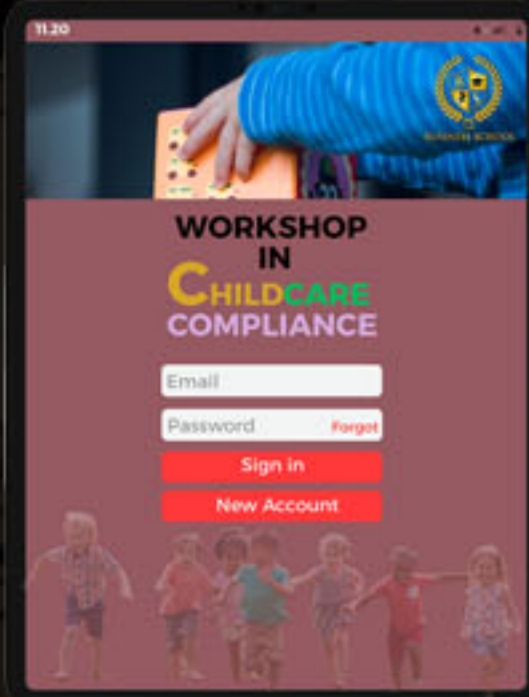 11.20
WORKSHOP
IN
CHILDCARE
COMPLIANCE
Email
Password Forgot
Sign in
New Account